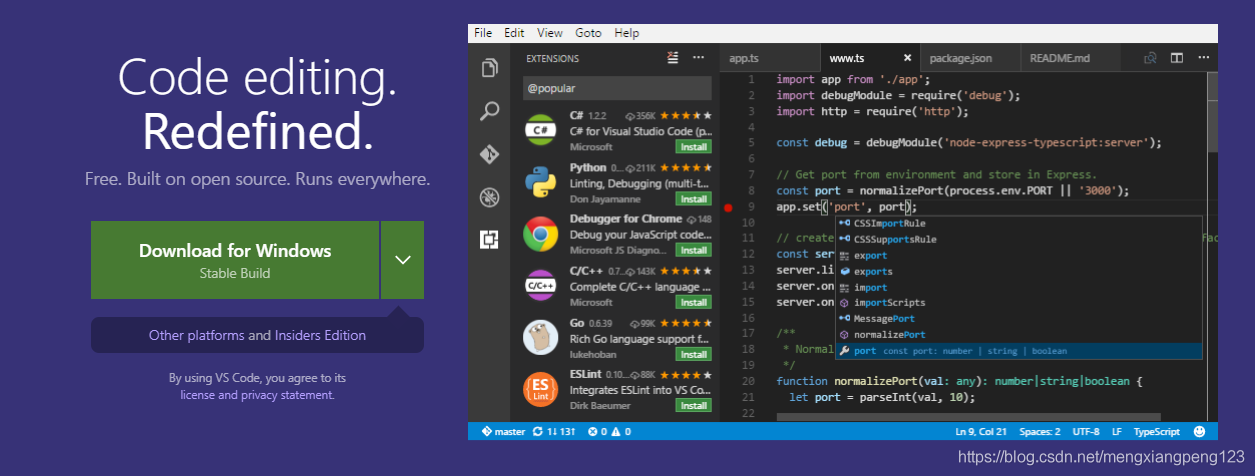 Code editing.
Redefined.
Free. Built on open source. Runs everywhere.
Download for Windows
Stable Build
Other platforms and Insiders Edition
By using VS Code, you agree to its
license and privacy statement.
File Edit View Goto Help
EXTENSIONS
@popular
C# 1.2.2 356K
C# for Visual Studio Code (p...
Microsoft Install
Python 0... 211K
Linting, Debugging (multi-t...
Don Jayamanne Install
Debugger for Chrome 148
Debug your JavaScript code...
Microsoft JS Diagno... Install
C/C++ 0.7... 143K
Complete C/C++ language ...
Microsoft Install
Go 0.6.39 99K
Rich Go language support f...
lukehoban Install
ESLint 0.10... 88K
Integrates ESLint into VS Co...
Dirk Baeumer Install
C#
C/C++
ES
Lint
app.ts www.ts package.json README.md
1 import app from './app';
2 import debugModule = require('debug');
3 import http = require('http');
4
5 const debug = debugModule('node-express-typescript:server');
6
7 // Get port from environment and store in Express.
8 const port = normalizePort(process.env.PORT || '3000');
9 app.set('port', port);
10
11 // create
12 const ser
13 server.li
14 server.on
15 server.on
16
17 /**
18 * Normal
19 */
20 function normalizePort(val: any): number|string|boolean {
21 let port = parseInt(val, 10);
22
CSSImportRule
CSSSupportsRule
export
exports
import
importScripts
MessagePort
normalizePort
port const port: number | string | boolean
master 1↓ 13↑ 0 0
Ln 9, Col 21 Spaces: 2 UTF-8 LF TypeScript
https://blog.csdn.net/mengxiangpeng123